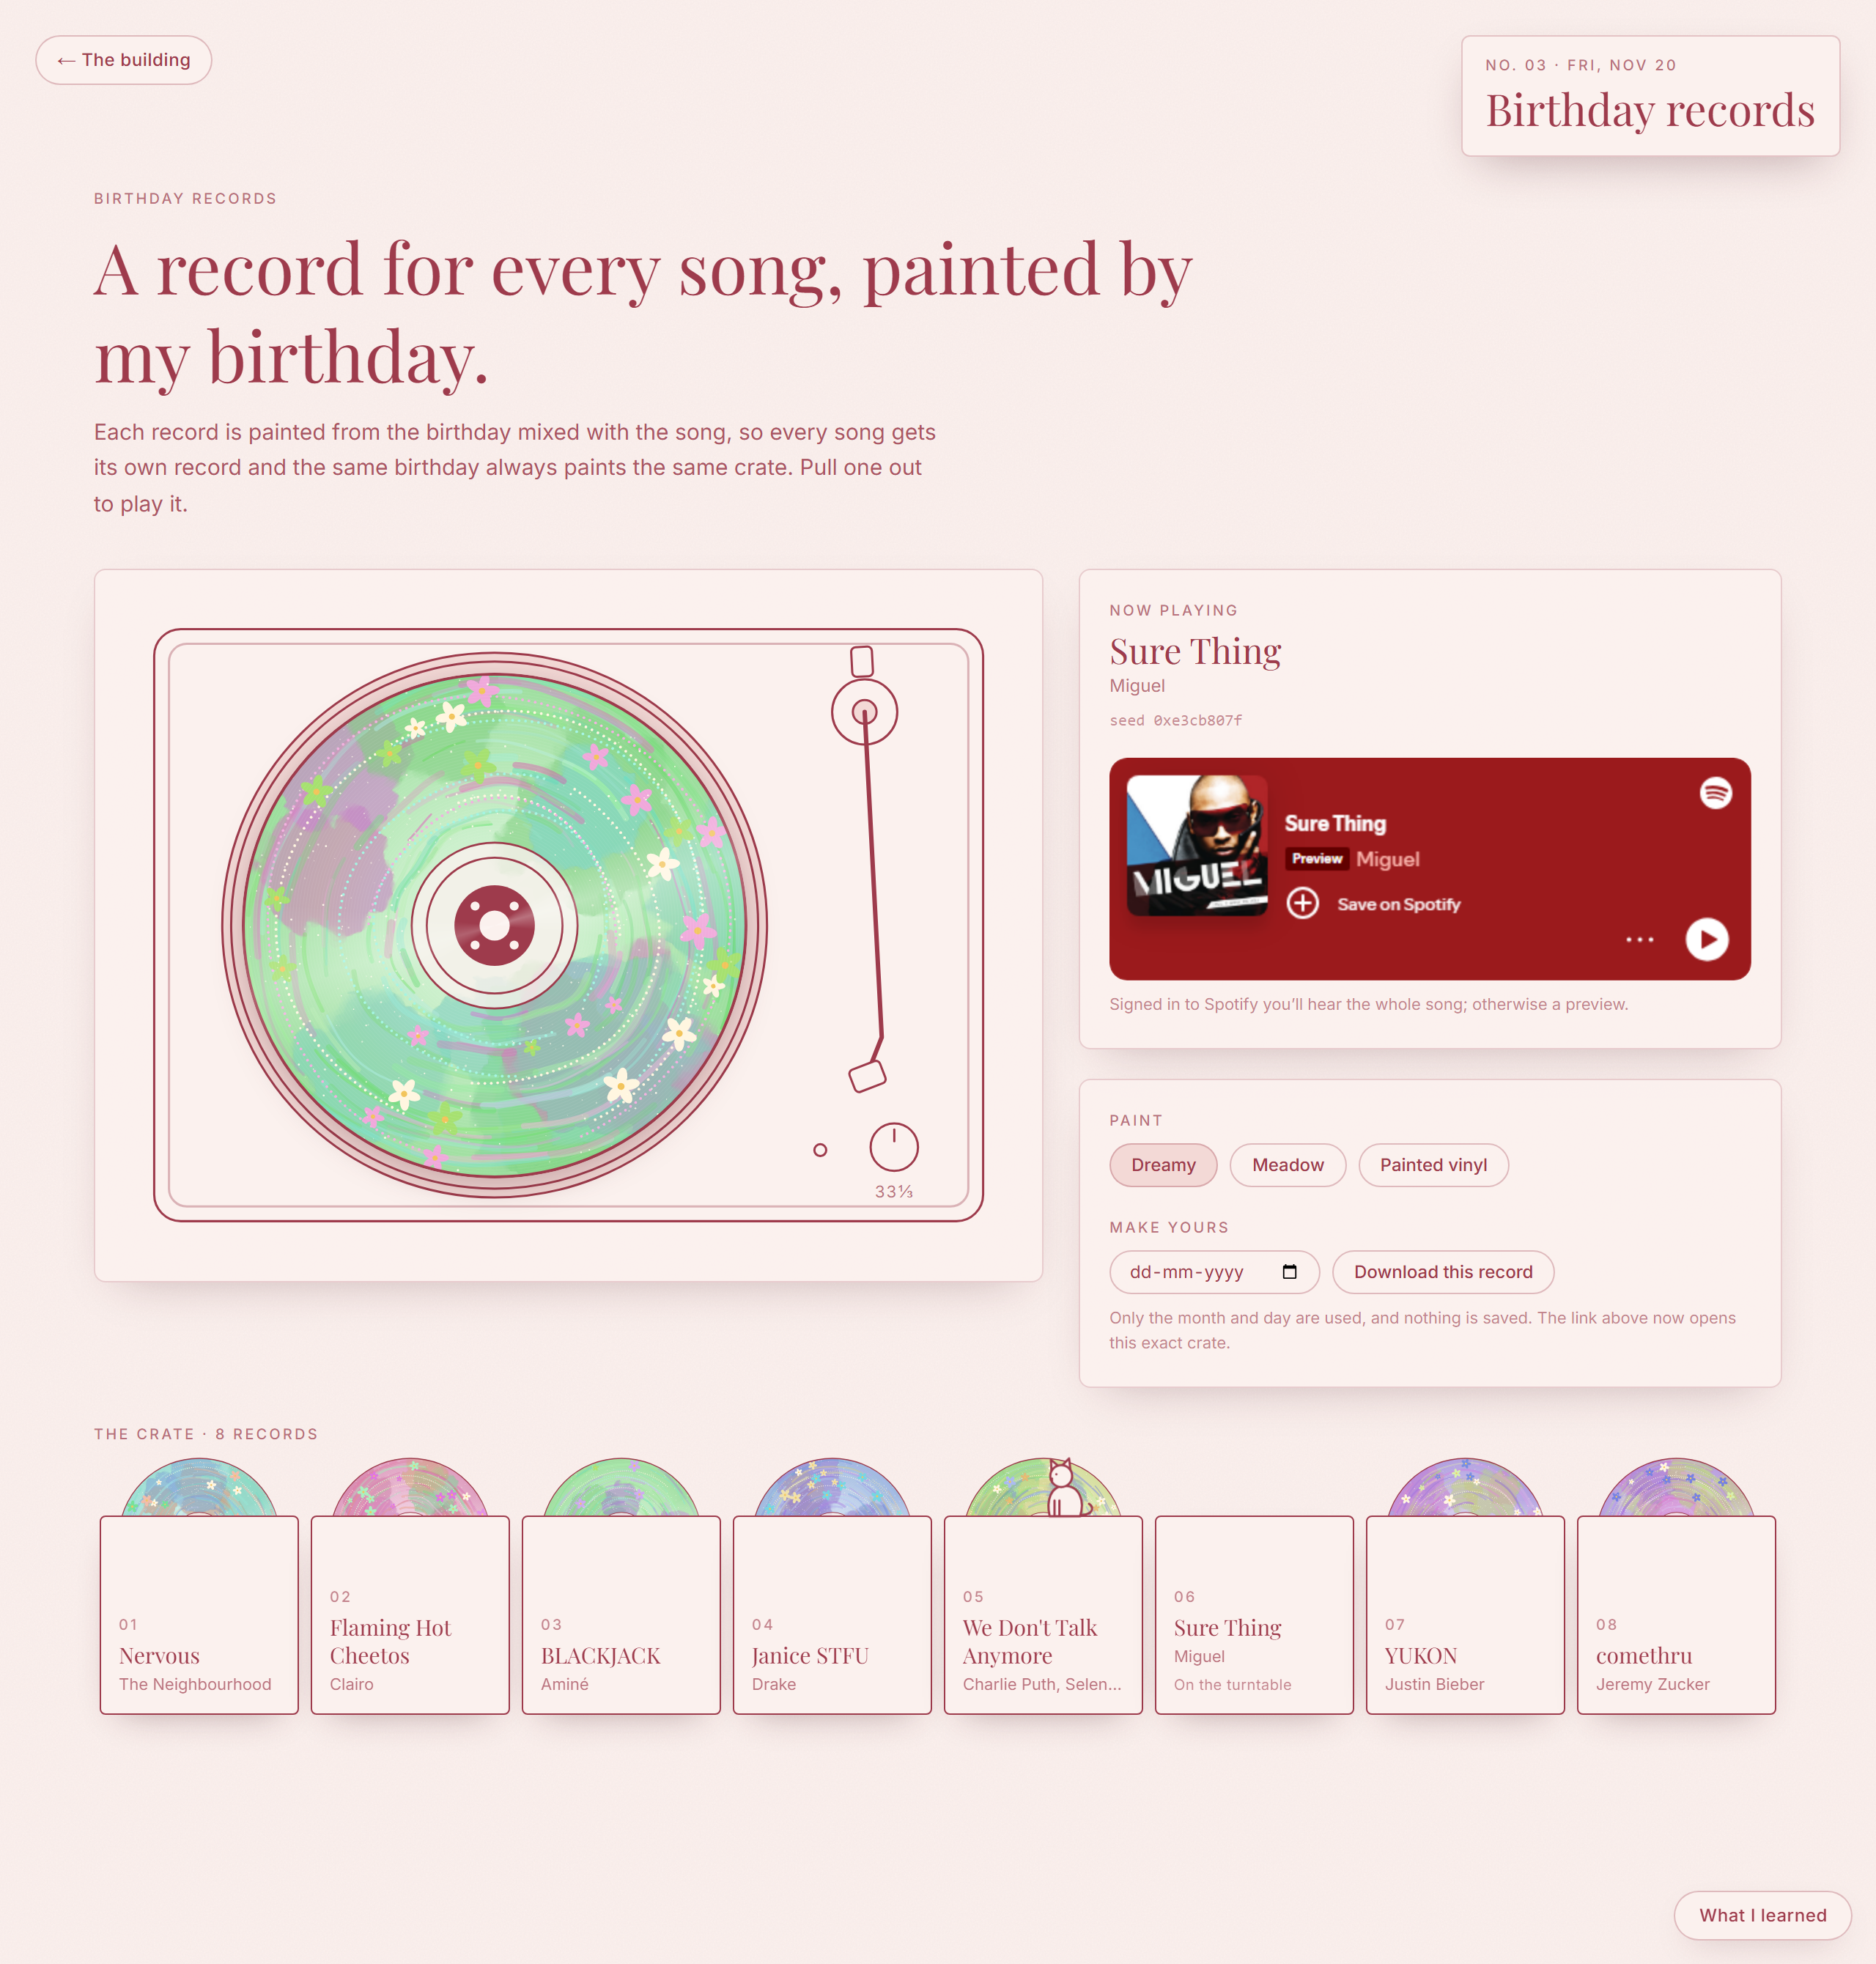 ← The building
NO. 03 · FRI, NOV 20
Birthday records
BIRTHDAY RECORDS
A record for every song, painted by
my birthday.
Each record is painted from the birthday mixed with the song, so every song gets
its own record and the same birthday always paints the same crate. Pull one out
to play it.
33⅓
NOW PLAYING
Sure Thing
Miguel
seed 0xe3cb807f
MIGUEL
Sure Thing
Preview Miguel
Save on Spotify
Signed in to Spotify you’ll hear the whole song; otherwise a preview.
PAINT
Dreamy
Meadow
Painted vinyl
MAKE YOURS
dd-mm-yyyy
Download this record
Only the month and day are used, and nothing is saved. The link above now opens
this exact crate.
THE CRATE · 8 RECORDS
01
Nervous
The Neighbourhood
02
Flaming Hot
Cheetos
Clairo
03
BLACKJACK
Aminé
04
Janice STFU
Drake
05
We Don't Talk
Anymore
Charlie Puth, Selen...
06
Sure Thing
Miguel
On the turntable
07
YUKON
Justin Bieber
08
comethru
Jeremy Zucker
What I learned